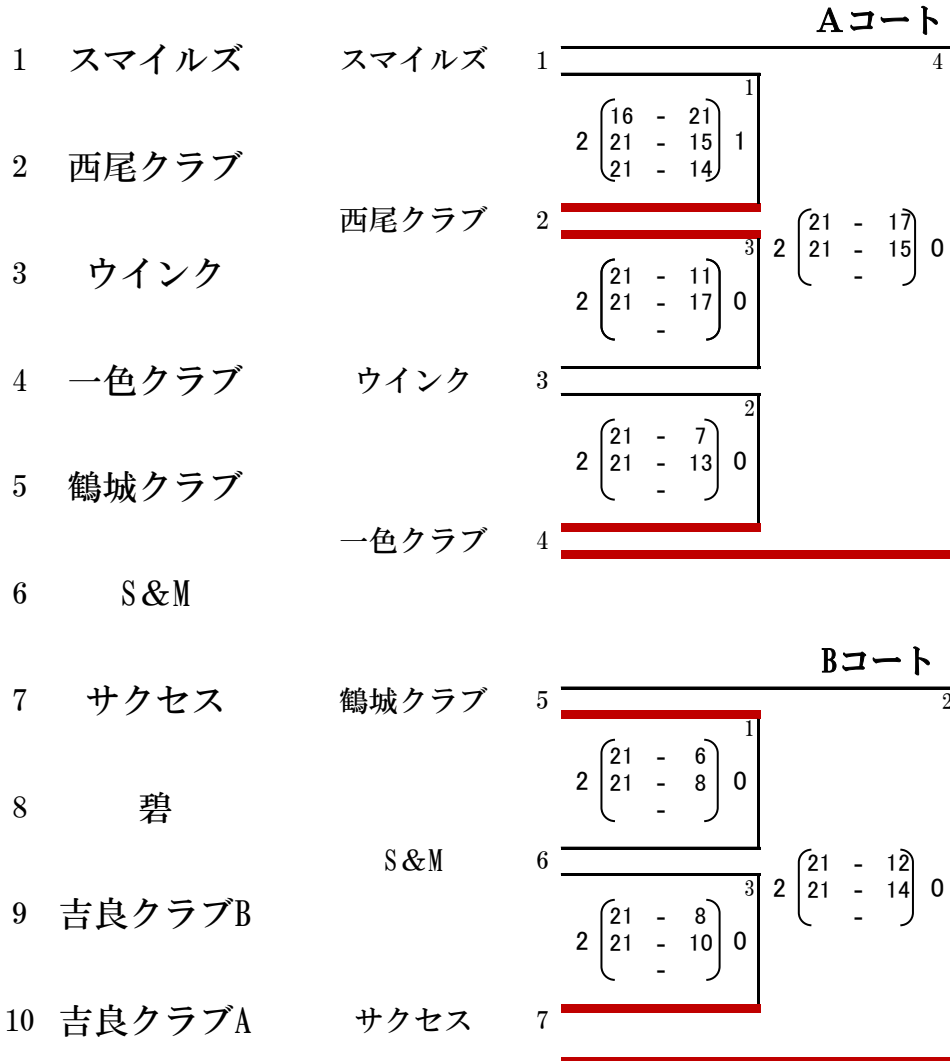 Aコート
1 スマイルズ スマイルズ 1 4
1
16 - 21
2 21 - 15 1
21 - 14
2 西尾クラブ
西尾クラブ 2
21 - 17
3 2 21 - 15 0
-
3 ウインク
21 - 11
2 21 - 17 0
-
4 一色クラブ ウインク 3
2
21 - 7
2 21 - 13 0
-
5 鶴城クラブ
一色クラブ 4
6 S&M
Bコート
7 サクセス 鶴城クラブ 5 2
1
21 - 6
2 21 - 8 0
-
8 碧
S&M 6
21 - 12
3 2 21 - 14 0
-
9 吉良クラブB
21 - 8
2 21 - 10 0
-
10 吉良クラブA サクセス 7